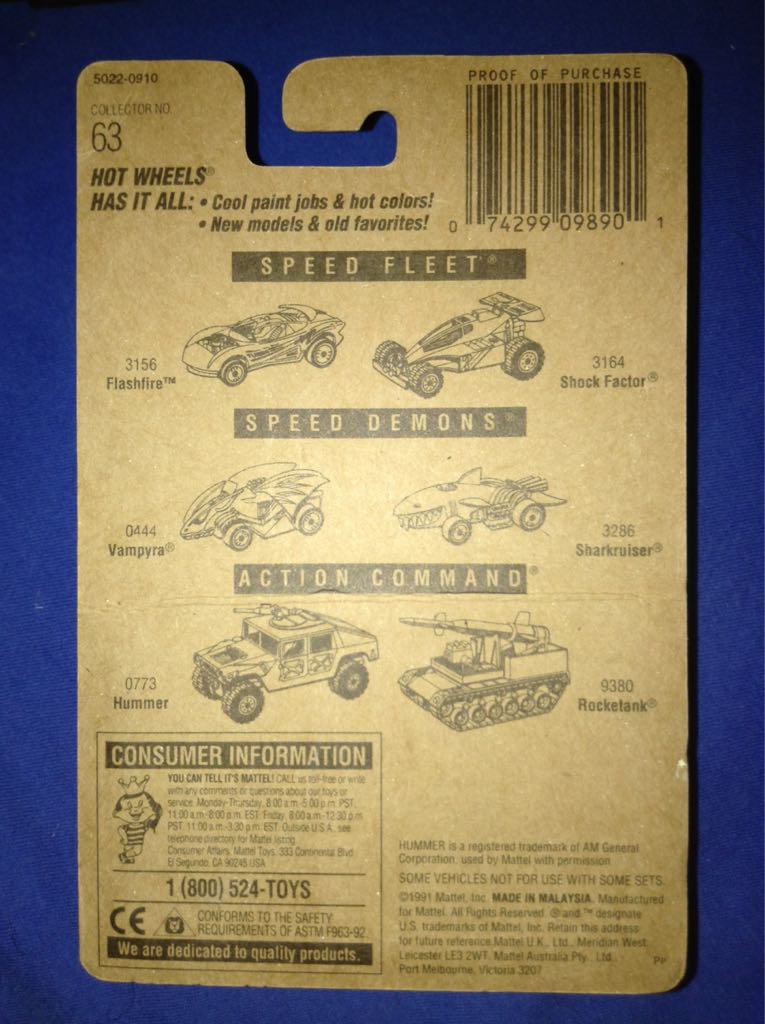 5022-0910
COLLECTOR NO.
63
PROOF OF PURCHASE
0 74299 09890 1
HOT WHEELS®
HAS IT ALL: • Cool paint jobs & hot colors!
• New models & old favorites!
SPEED FLEET®
3156
Flashfire™
3164
Shock Factor®
SPEED DEMONS®
0444
Vampyra®
3286
Sharkruiser®
ACTION COMMAND®
0773
Hummer
9380
Rocketank®
CONSUMER INFORMATION
YOU CAN TELL IT'S MATTEL! CALL us toll-free or write
with any comments or questions about our toys or
service. Monday-Thursday, 8:00 a.m.-5:00 p.m. PST,
11:00 a.m.-8:00 p.m. EST. Friday, 8:00 a.m.-12:30 p.m.
PST, 11:00 a.m.-3:30 p.m. EST. Outside U.S.A., see
telephone directory for Mattel listing.
Consumer Affairs, Mattel Toys, 333 Continental Blvd.
El Segundo, CA 90245 USA
1 (800) 524-TOYS
CE
CONFORMS TO THE SAFETY
REQUIREMENTS OF ASTM F963-92
We are dedicated to quality products.
HUMMER is a registered trademark of AM General
Corporation, used by Mattel with permission.
SOME VEHICLES NOT FOR USE WITH SOME SETS.
©1991 Mattel, Inc. MADE IN MALAYSIA. Manufactured
for Mattel. All Rights Reserved. ® and ™ designate
U.S. trademarks of Mattel, Inc. Retain this address
for future reference.Mattel U.K., Ltd., Meridian West
Leicester LE3 2WT. Mattel Australia Pty., Ltd.,
Port Melbourne, Victoria 3207
PP